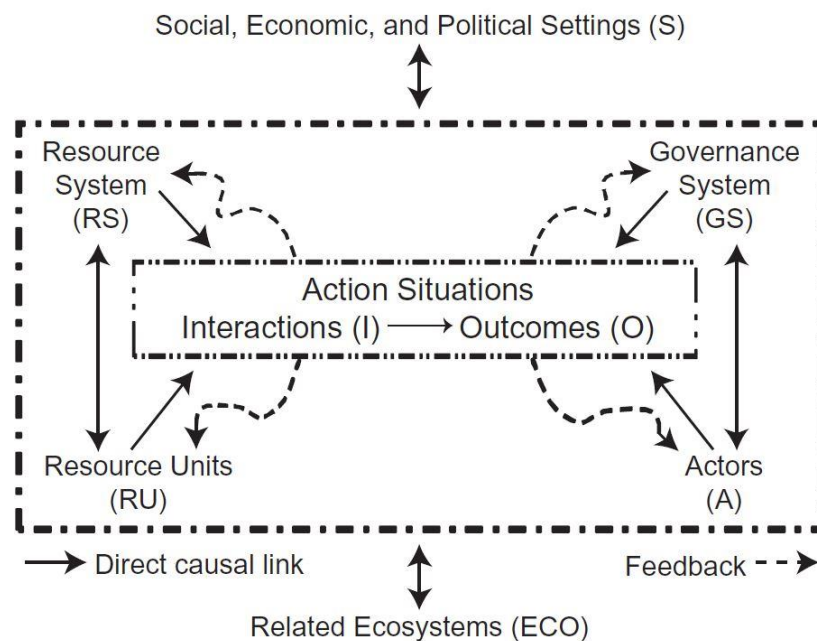 Social, Economic, and Political Settings (S)
Resource
System
(RS)
Governance
System
(GS)
Action Situations
Interactions (I) Outcomes (O)
Resource Units
(RU)
Actors
(A)
Direct causal link
Feedback
Related Ecosystems (ECO)